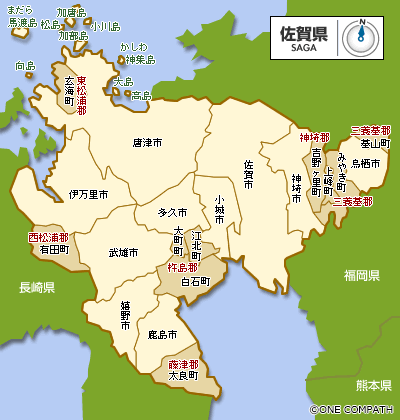 佐賀県
SAGA
まだら
馬渡島
松島
加唐島
加部島
小川島
かしわ
神集島
向島
大島
高島
玄海町
東松浦郡
唐津市
伊万里市
西松浦郡
有田町
武雄市
多久市
小城市
佐賀市
神埼市
神埼郡
吉野ヶ里町
三養基郡
基山町
みやき町
上峰町
鳥栖市
三養基郡
大町町
江北町
杵島郡
白石町
嬉野市
鹿島市
藤津郡
太良町
長崎県
福岡県
熊本県
©ONE COMPATH